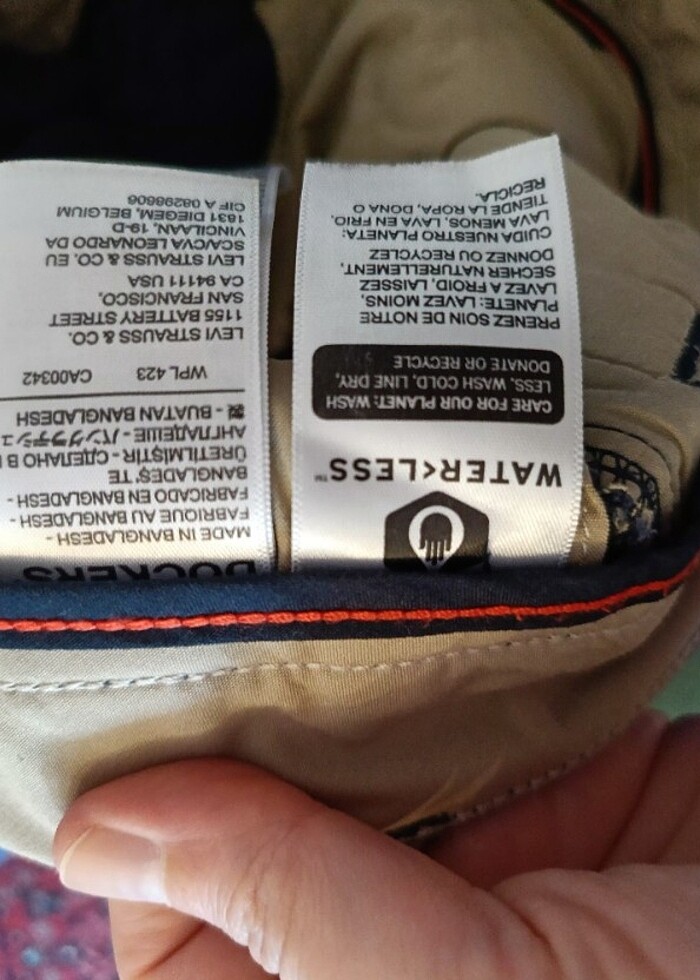 WATER<LESS™
CARE FOR OUR PLANET: WASH
LESS, WASH COLD, LINE DRY,
DONATE OR RECYCLE
PRENEZ SOIN DE NOTRE
PLANETE: LAVEZ MOINS,
LAVEZ A FROID, LAISSEZ
SECHER NATURELLEMENT,
DONNEZ OU RECYCLEZ
CUIDA NUESTRO PLANETA:
LAVA MENOS, LAVA EN FRIO,
TIENDE LA ROPA, DONA O
RECICLA.
DOCKERS
MADE IN BANGLADESH -
FABRIQUE AU BANGLADESH -
FABRICADO EN BANGLADESH -
BANGLADEŞ'TE
ÜRETILMIŞTIR - СДЕЛАНО В
АНГЛАДЕШЕ - バングラデシュ
製 - BUATAN BANGLADESH
WPL 423 CA00342
LEVI STRAUSS & CO.
1155 BATTERY STREET
SAN FRANCISCO,
CA 94111 USA
LEVI STRAUSS & CO. EU
SCA/CVA LEONARDO DA
VINCILAAN, 19-D
1831 DIEGEM, BELGIUM
CIF A 08298606